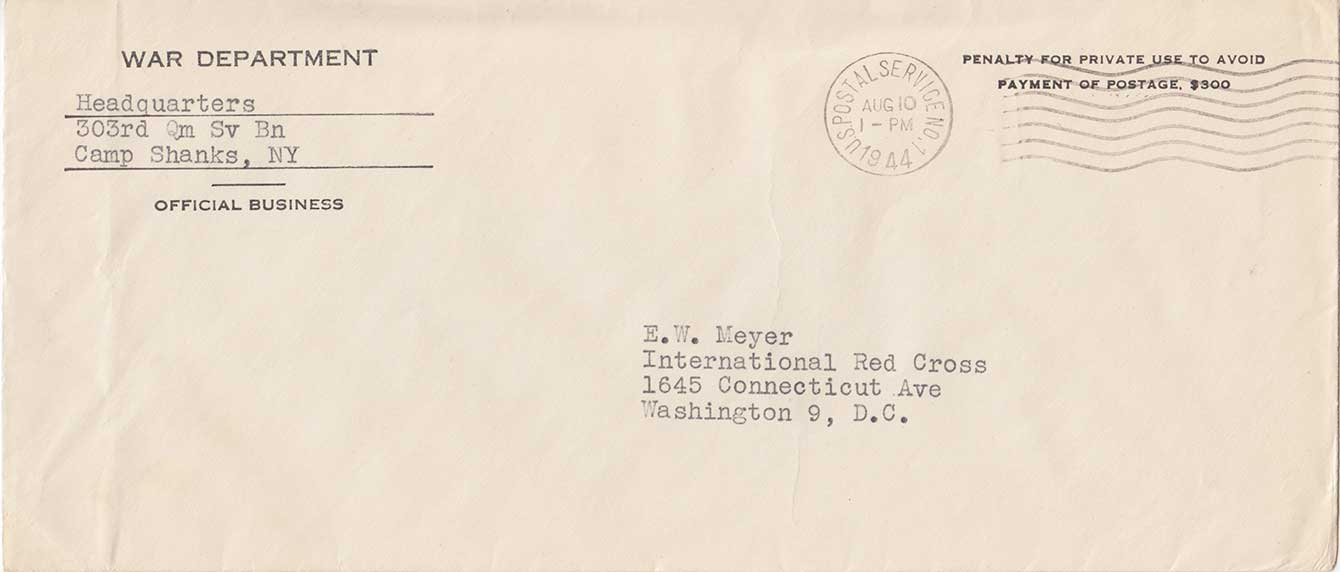 WAR DEPARTMENT
Headquarters
303rd Qm Sv Bn
Camp Shanks, NY
OFFICIAL BUSINESS
U.S. POSTAL SERVICE NO. 1
AUG 10
1 - PM
1944
PENALTY FOR PRIVATE USE TO AVOID
PAYMENT OF POSTAGE, $300
E.W. Meyer
International Red Cross
1645 Connecticut Ave
Washington 9, D.C.